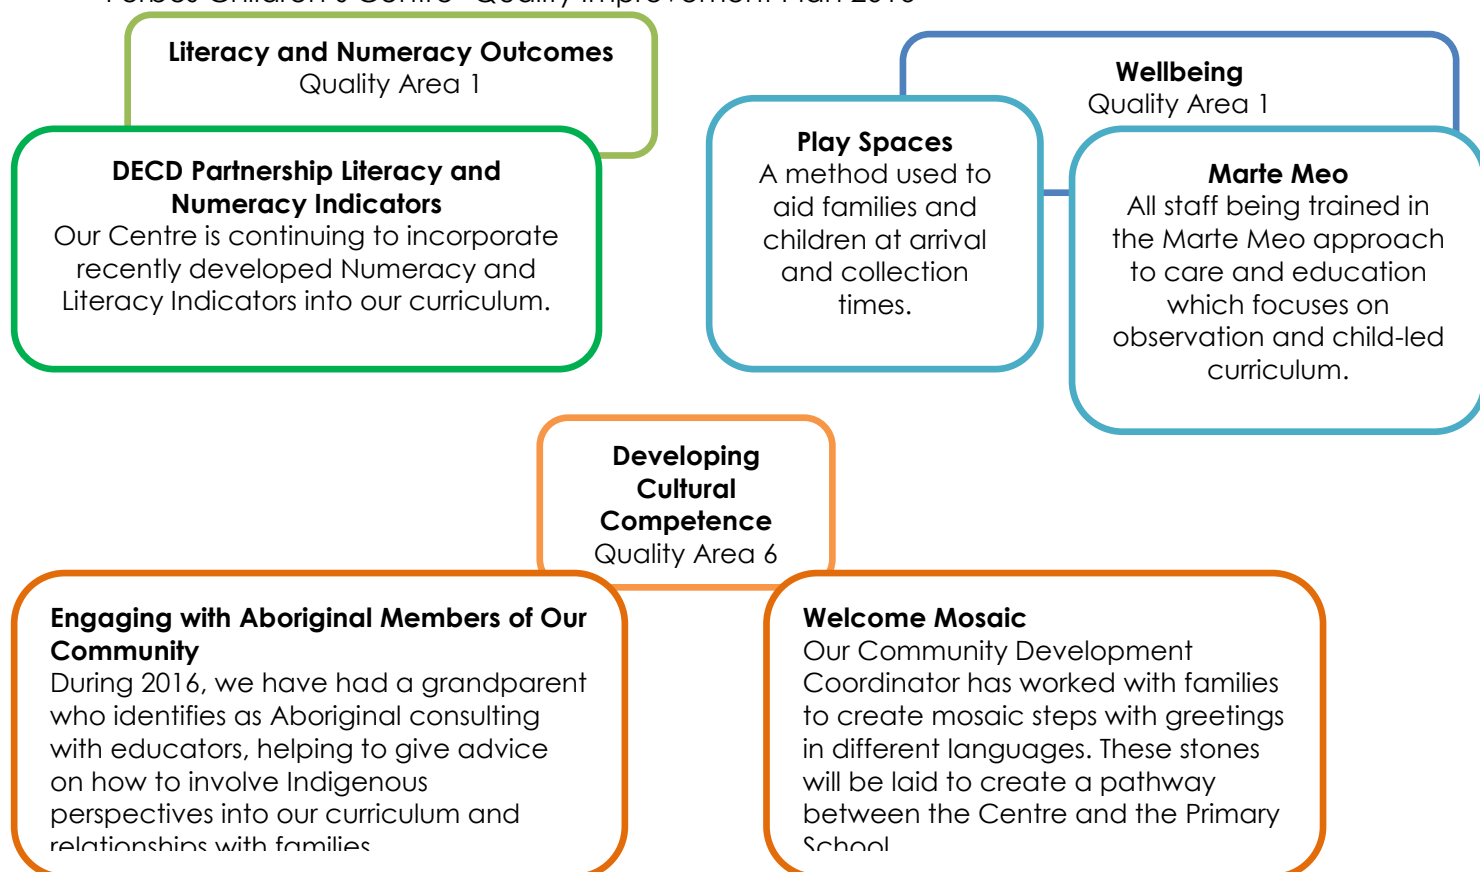 Literacy and Numeracy Outcomes
Quality Area 1
DECD Partnership Literacy and
Numeracy Indicators
Our Centre is continuing to incorporate
recently developed Numeracy and
Literacy Indicators into our curriculum.
Wellbeing
Quality Area 1
Play Spaces
A method used to
aid families and
children at arrival
and collection
times.
Marte Meo
All staff being trained in
the Marte Meo approach
to care and education
which focuses on
observation and child-led
curriculum.
Developing
Cultural
Competence
Quality Area 6
Engaging with Aboriginal Members of Our
Community
During 2016, we have had a grandparent
who identifies as Aboriginal consulting
with educators, helping to give advice
on how to involve Indigenous
perspectives into our curriculum and
relationships with families
Welcome Mosaic
Our Community Development
Coordinator has worked with families
to create mosaic steps with greetings
in different languages. These stones
will be laid to create a pathway
between the Centre and the Primary
School